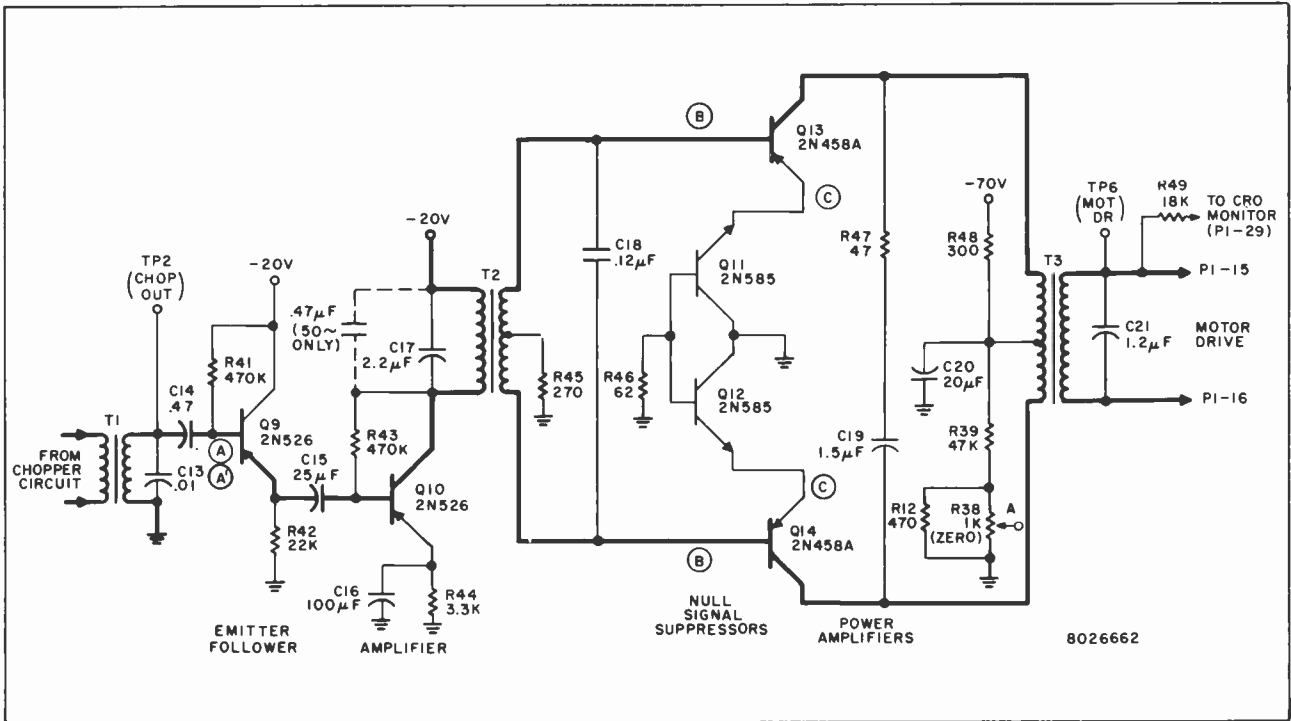 TP2
(CHOP
OUT)
T1
FROM
CHOPPER
CIRCUIT
C13
.01
C14
.47
R41
470K
-20V
Q9
2N526
A
A'
R42
22K
C15
25µF
EMITTER
FOLLOWER
.47µF
(50~
ONLY)
-20V
C17
2.2µF
R43
470K
Q10
2N526
C16
100µF
R44
3.3K
AMPLIFIER
T2
R45
270
C18
.12µF
B
B
Q13
2N458A
C
Q11
2N585
R46
62
Q12
2N585
C
Q14
2N458A
NULL
SIGNAL
SUPPRESSORS
R47
47
C19
1.5µF
POWER
AMPLIFIERS
-70V
R48
300
C20
20µF
R39
47K
R12
470
R38
1K
(ZERO)
A
T3
TP6
(MOT)
DR
R49
18K
TO CRO
MONITOR
(P1-29)
P1-15
C21
1.2µF
MOTOR
DRIVE
P1-16
8026662